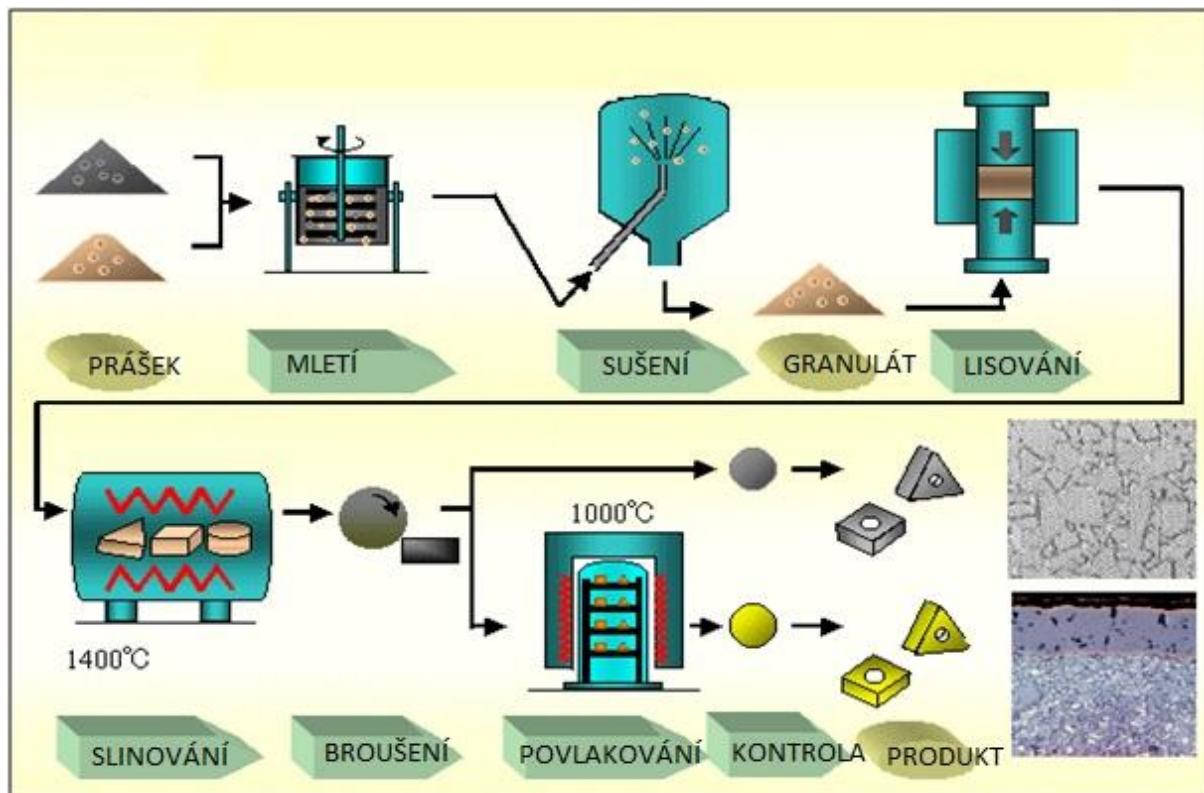 PRÁŠEK
MLETÍ
SUŠENÍ
GRANULÁT
LISOVÁNÍ
1000°C
1400°C
SLINOVÁNÍ
BROUŠENÍ
POVLAKOVÁNÍ
KONTROLA
PRODUKT